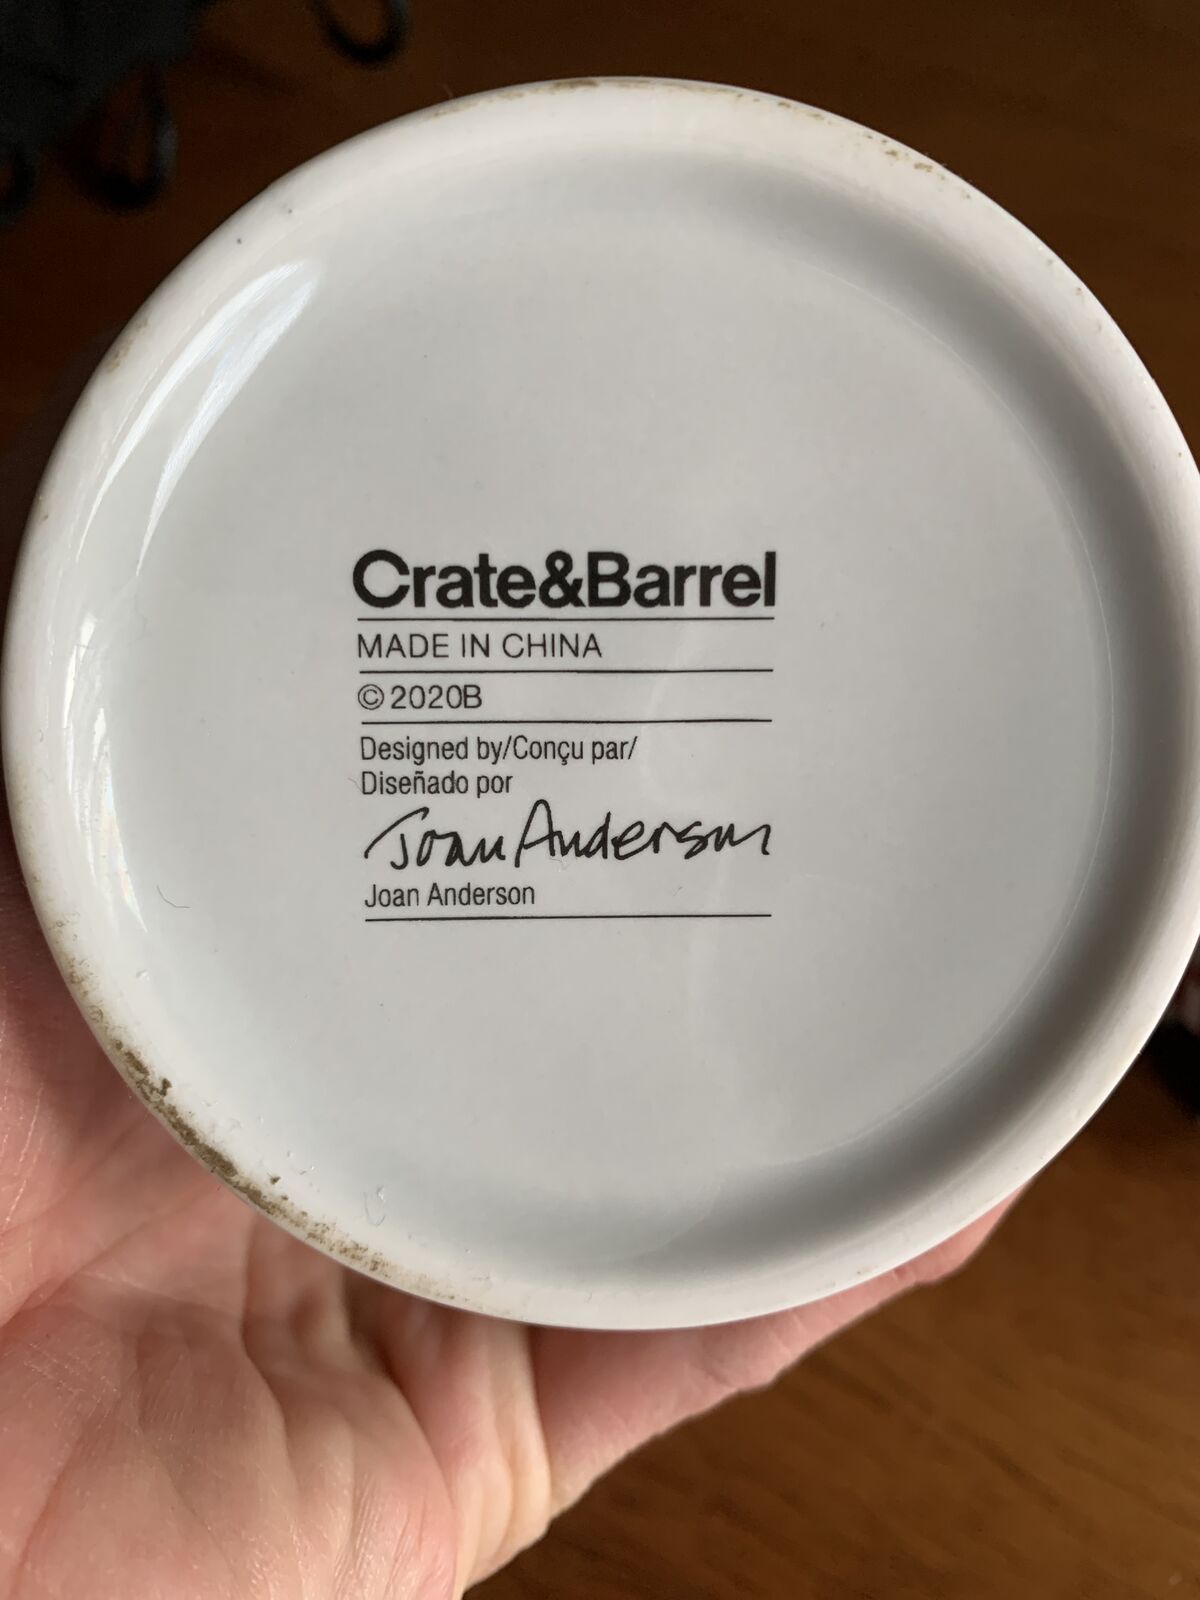 Crate&Barrel
MADE IN CHINA
©2020B
Designed by/Conçu par/
Diseñado por
Joan Anderson
Joan Anderson